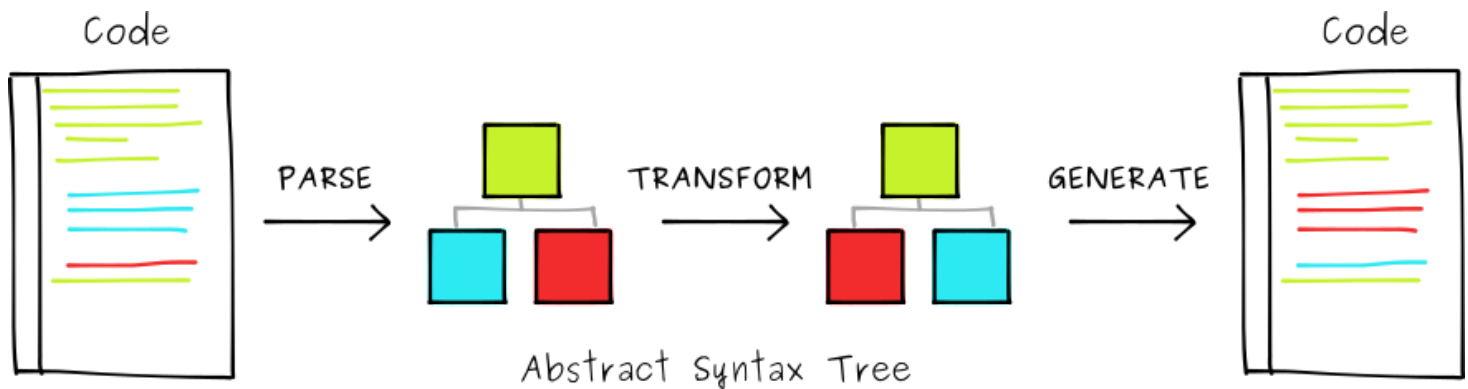 Code
Code
PARSE
TRANSFORM
GENERATE
Abstract Syntax Tree